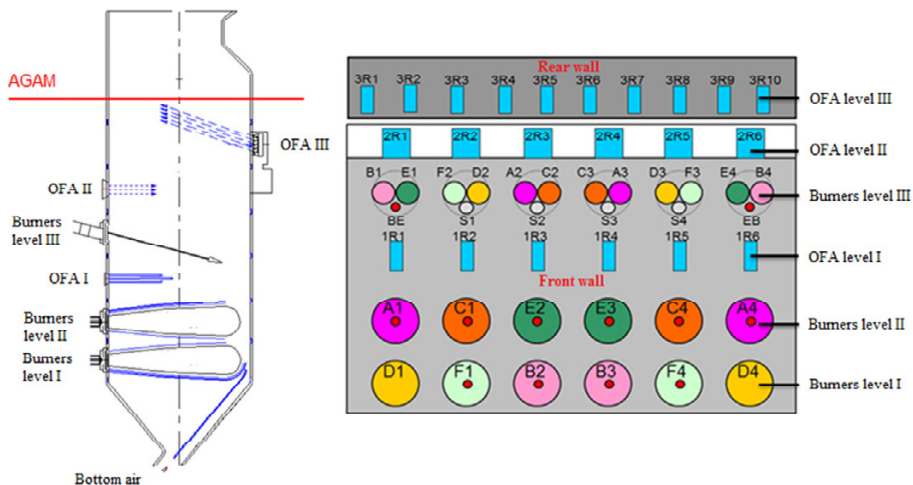 AGAM
OFA III
OFA II
Burners
level III
OFA I
Burners
level II
Burners
level I
Bottom air
Rear wall
3R1 3R2 3R3 3R4 3R5 3R6 3R7 3R8 3R9 3R10
OFA level III
2R1 2R2 2R3 2R4 2R5 2R6
OFA level II
B1 E1 F2 D2 A2 C2 C3 A3 D3 F3 E4 B4
Burners level III
BE S1 S2 S3 S4 EB
1R1 1R2 1R3 1R4 1R5 1R6
OFA level I
Front wall
A1 C1 E2 E3 C4 A4
Burners level II
D1 F1 B2 B3 F4 D4
Burners level I